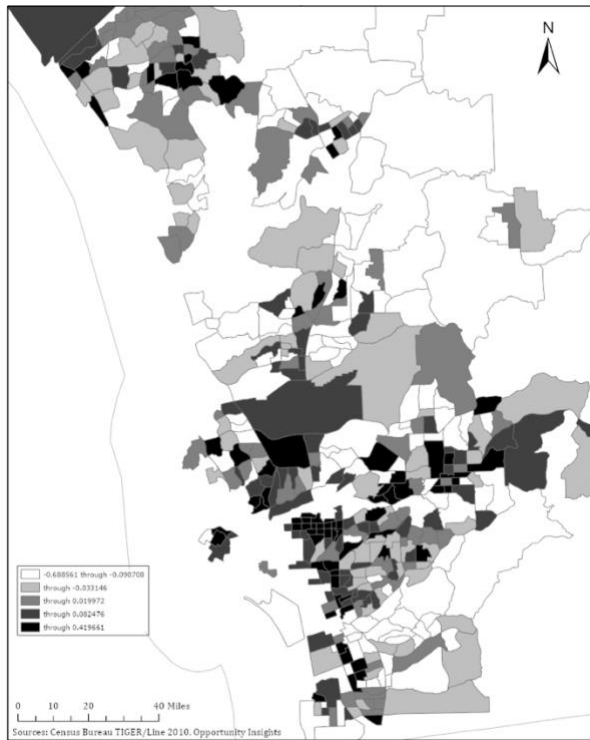 N
-0.688561 through -0.098708
through -0.033146
through 0.019972
through 0.082476
through 0.419661
0 10 20 40 Miles
Sources: Census Bureau TIGER/Line 2010. Opportunity Insights